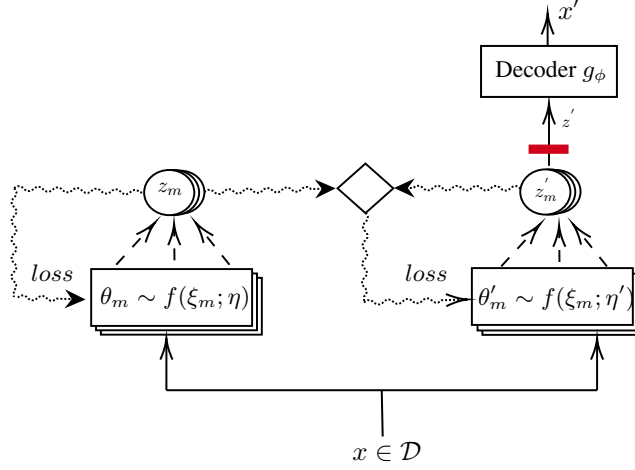 x′
Decoder g_ϕ
z′
z_m
z′_m
loss
loss
θ_m ∼ f(ξ_m; η)
θ′_m ∼ f(ξ_m; η′)
x ∈ 𝒟